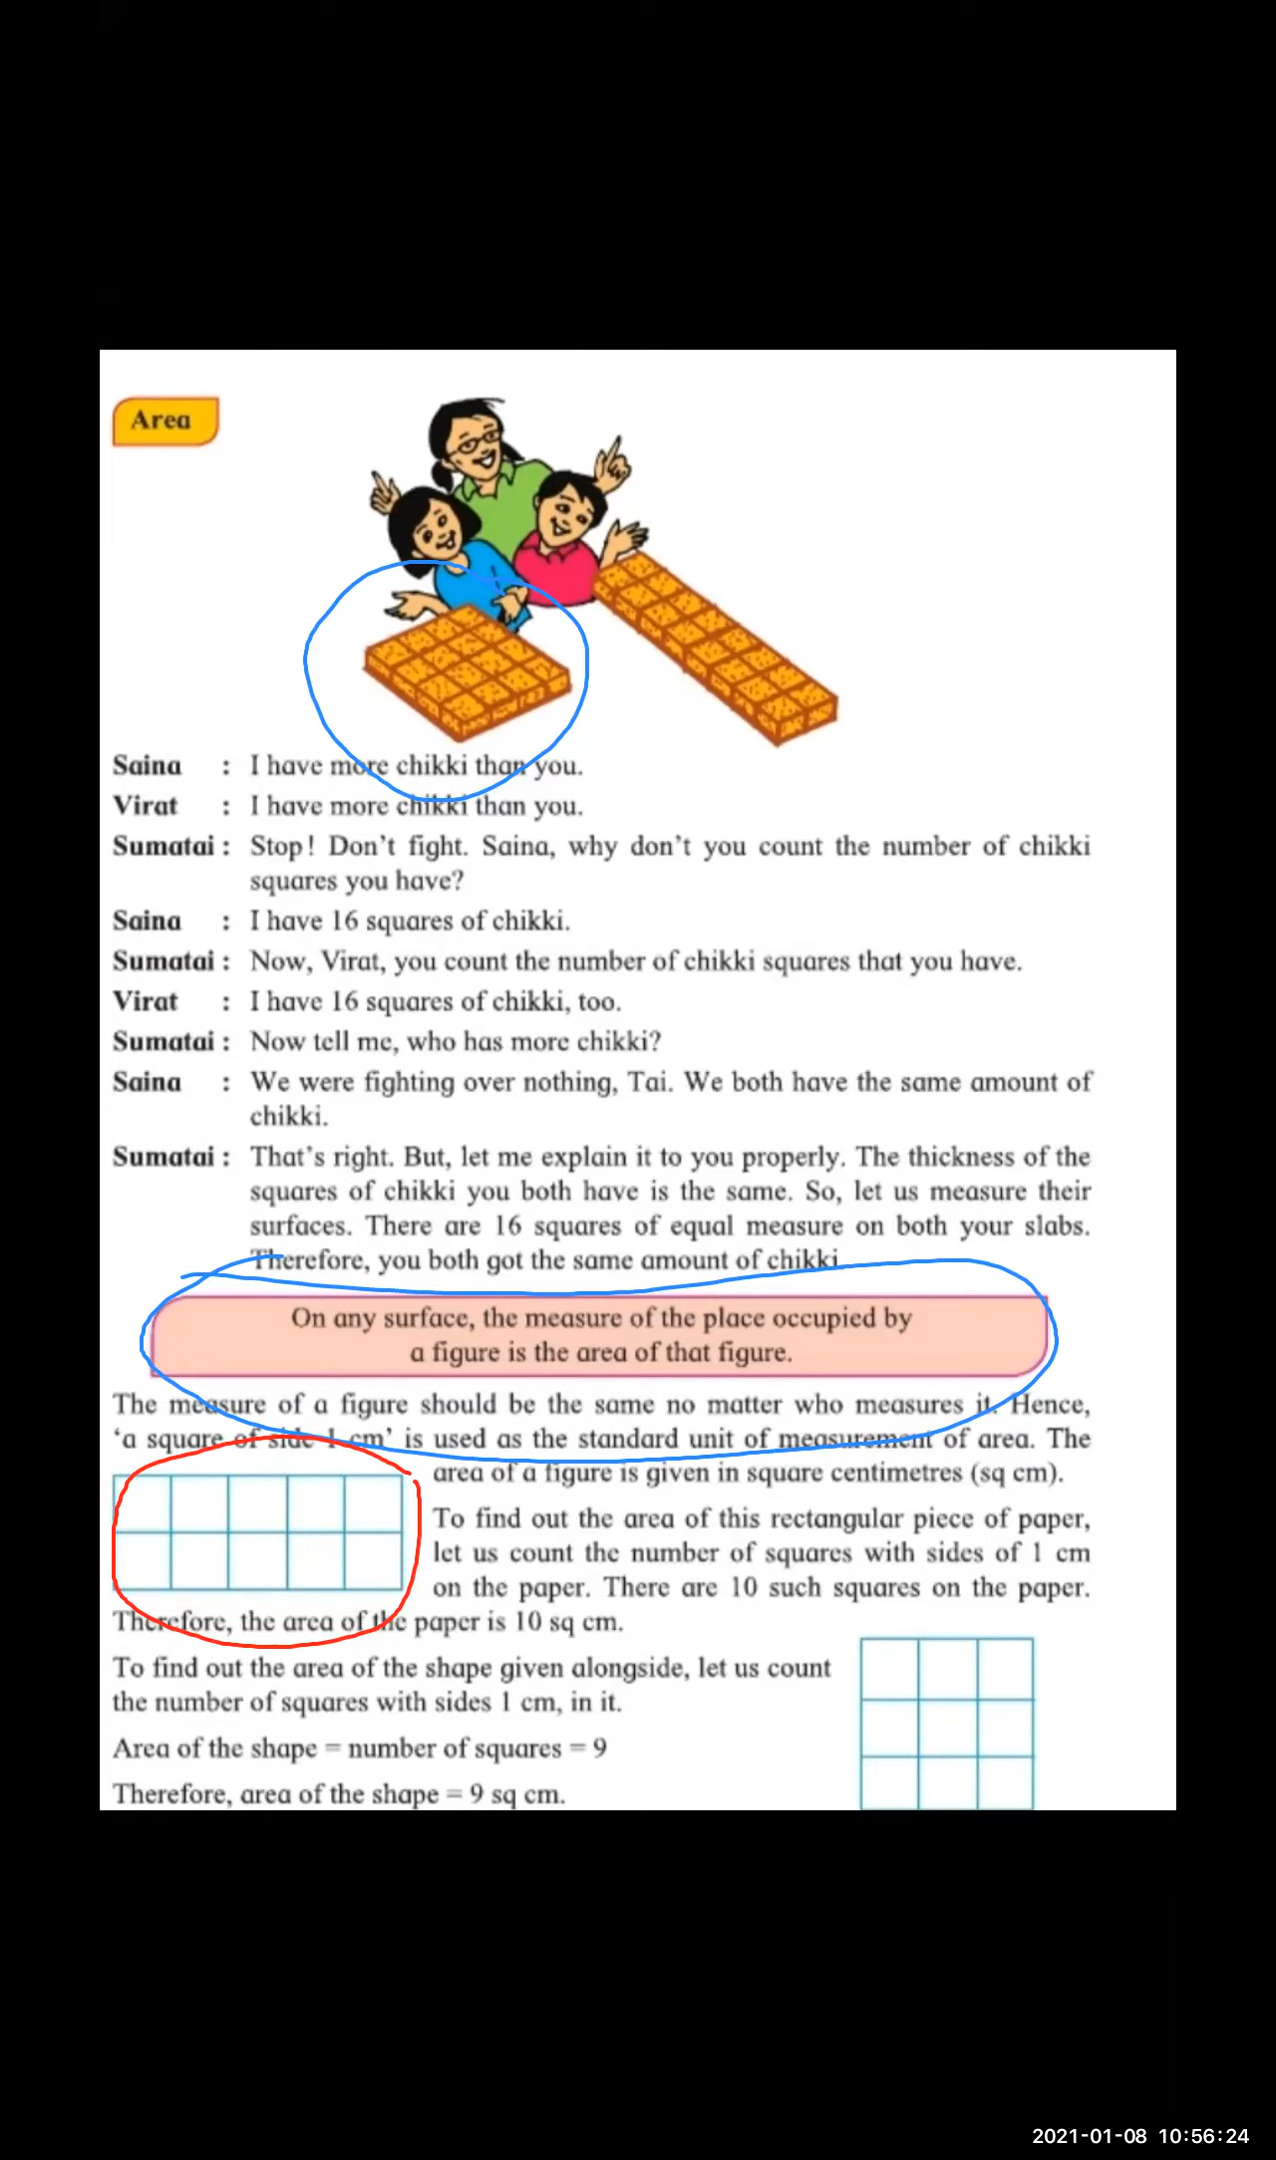 Area
Saina : I have more chikki than you.
Virat : I have more chikki than you.
Sumatai : Stop! Don't fight. Saina, why don't you count the number of chikki
squares you have?
Saina : I have 16 squares of chikki.
Sumatai : Now, Virat, you count the number of chikki squares that you have.
Virat : I have 16 squares of chikki, too.
Sumatai : Now tell me, who has more chikki?
Saina : We were fighting over nothing, Tai. We both have the same amount of
chikki.
Sumatai : That's right. But, let me explain it to you properly. The thickness of the
squares of chikki you both have is the same. So, let us measure their
surfaces. There are 16 squares of equal measure on both your slabs.
Therefore, you both got the same amount of chikki.
On any surface, the measure of the place occupied by
a figure is the area of that figure.
The measure of a figure should be the same no matter who measures it. Hence,
'a square of side 1 cm' is used as the standard unit of measurement of area. The
area of a figure is given in square centimetres (sq cm).
To find out the area of this rectangular piece of paper,
let us count the number of squares with sides of 1 cm
on the paper. There are 10 such squares on the paper.
Therefore, the area of the paper is 10 sq cm.
To find out the area of the shape given alongside, let us count
the number of squares with sides 1 cm, in it.
Area of the shape = number of squares = 9
Therefore, area of the shape = 9 sq cm.
2021-01-08 10:56:24